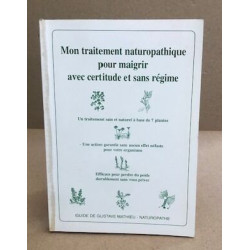 Mon traitement naturopathique
pour maigrir
avec certitude et sans régime
Un traitement sain et naturel à base de 7 plantes
Une action garantie sans aucun effet néfaste
pour votre organisme
Efficace pour perdre du poids
durablement sans vous priver
GUIDE DE GUSTAVE MATHIEU - NATUROPATHE